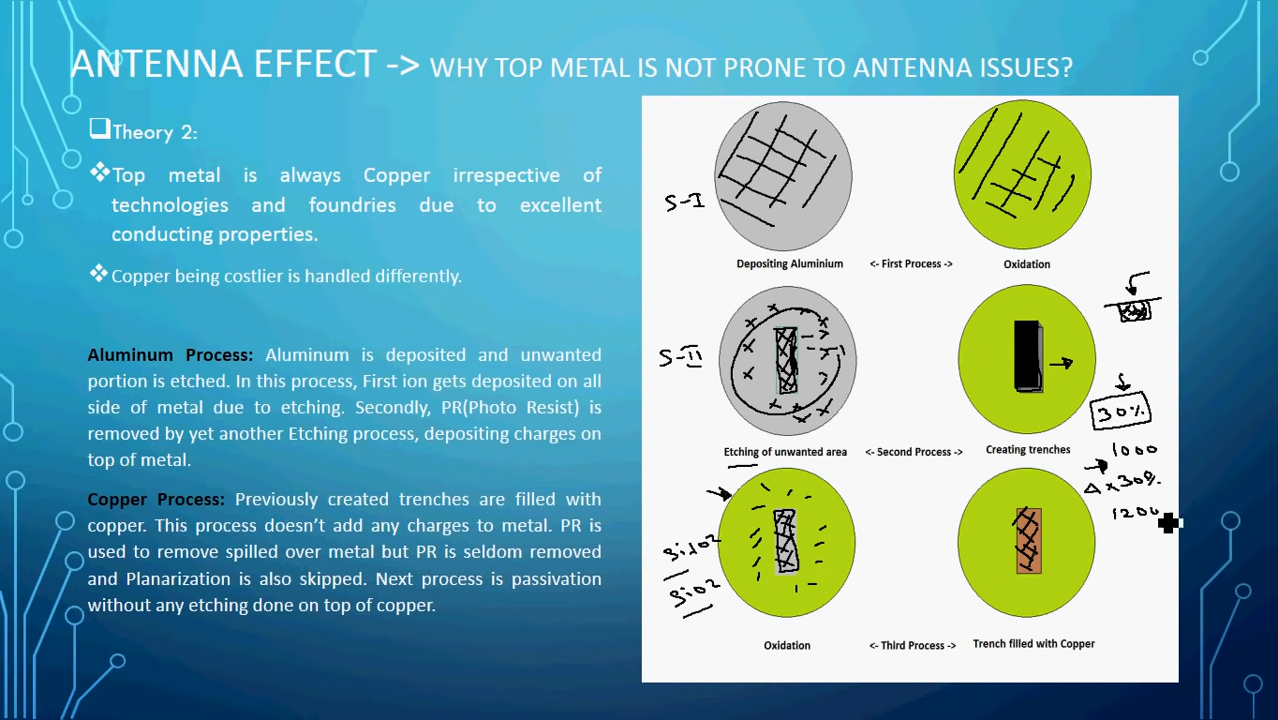 ANTENNA EFFECT -> WHY TOP METAL IS NOT PRONE TO ANTENNA ISSUES?
Theory 2:
Top metal is always Copper irrespective of
technologies and foundries due to excellent
conducting properties.
Copper being costlier is handled differently.
Aluminum Process: Aluminum is deposited and unwanted
portion is etched. In this process, First ion gets deposited on all
side of metal due to etching. Secondly, PR(Photo Resist) is
removed by yet another Etching process, depositing charges on
top of metal.
Copper Process: Previously created trenches are filled with
copper. This process doesn't add any charges to metal. PR is
used to remove spilled over metal but PR is seldom removed
and Planarization is also skipped. Next process is passivation
without any etching done on top of copper.
S-I
Depositing Aluminium <- First Process -> Oxidation
S-II
30%
Etching of unwanted area <- Second Process -> Creating trenches
1000
x30%
1200
SiO2
SiO2
Oxidation <- Third Process -> Trench filled with Copper